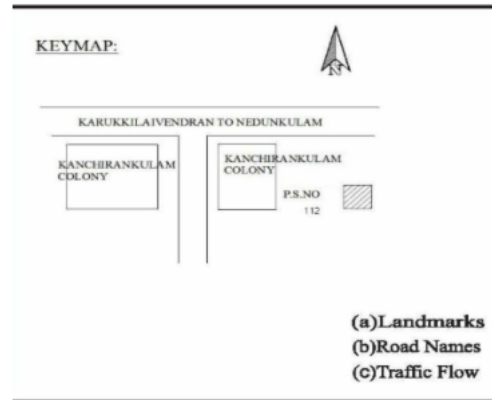 KEYMAP:
N
KARUKKILAIVENDRAN TO NEDUNKULAM
KANCHIRANKULAM
COLONY
KANCHIRANKULAM
COLONY
P.S.NO
112
(a)Landmarks
(b)Road Names
(c)Traffic Flow